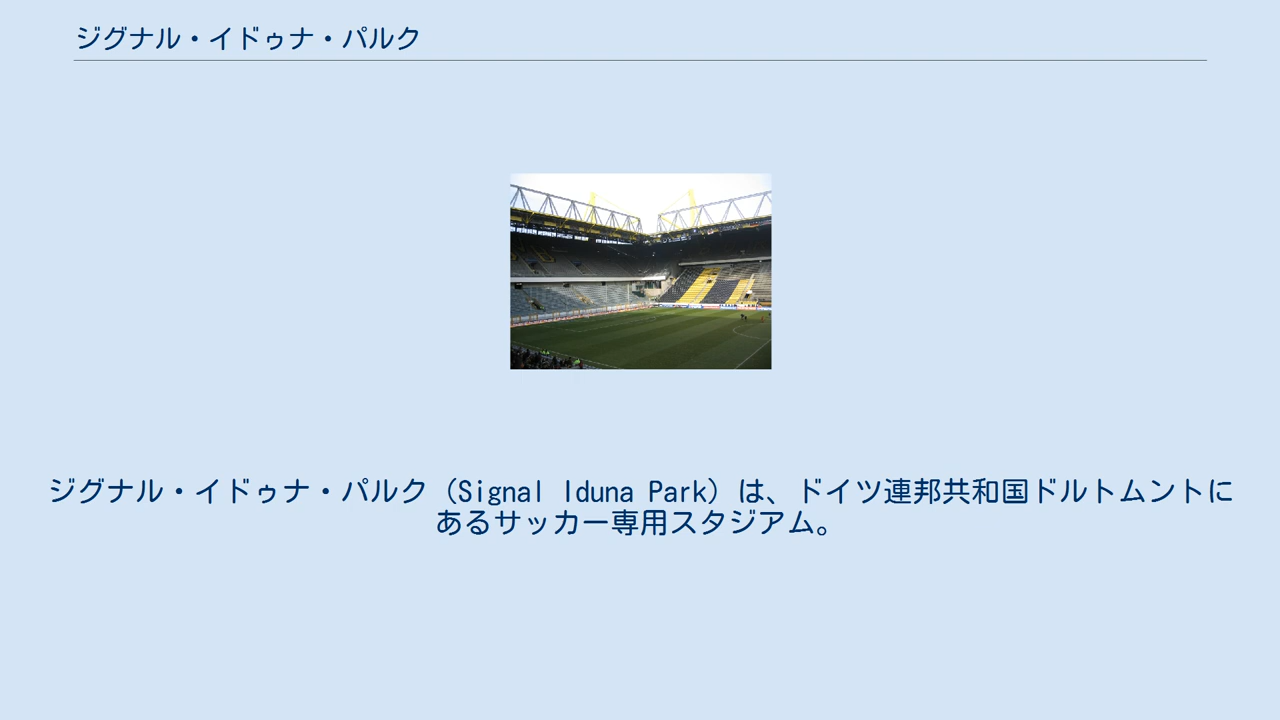 ジグナル・イドゥナ・パルク
ジグナル・イドゥナ・パルク（Signal Iduna Park）は、ドイツ連邦共和国ドルトムントに
あるサッカー専用スタジアム。